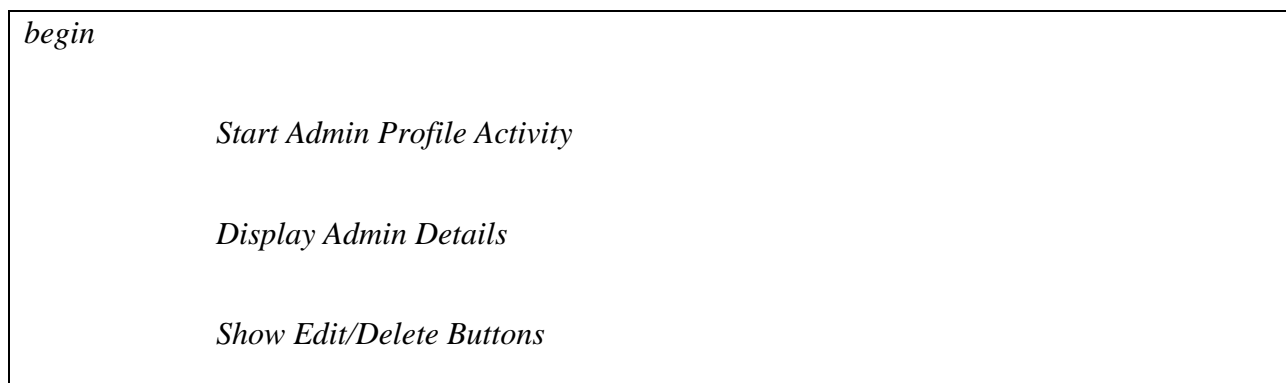 begin
Start Admin Profile Activity
Display Admin Details
Show Edit/Delete Buttons